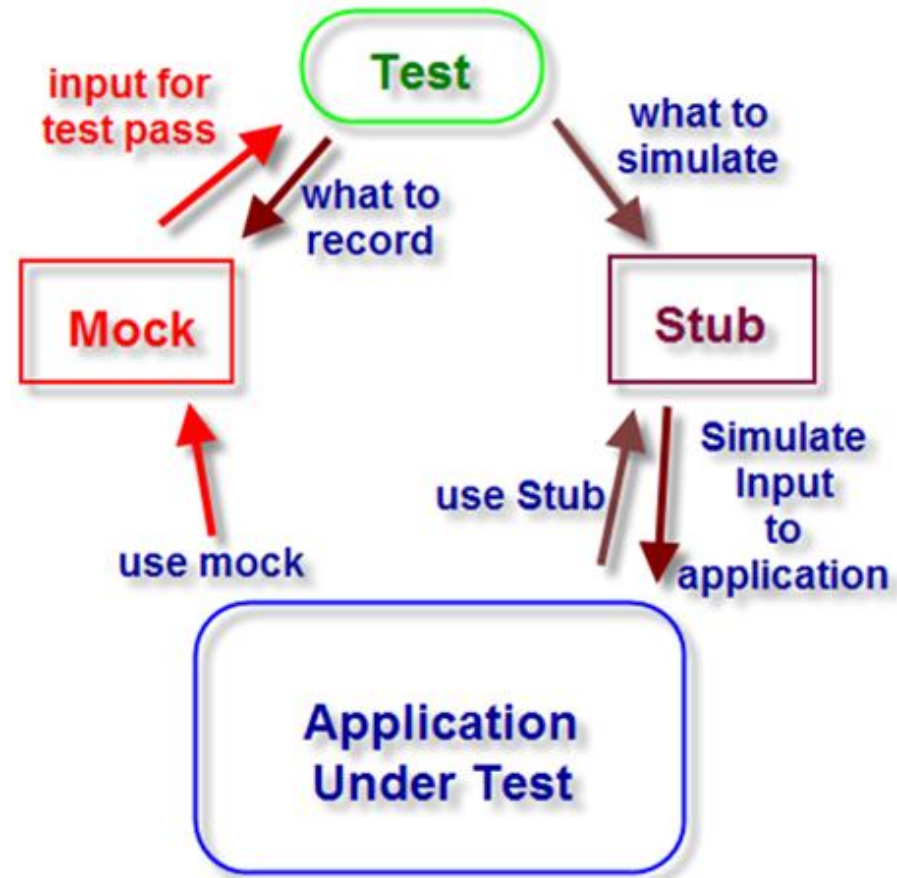 Test
input for
test pass
what to
simulate
what to
record
Mock
Stub
Simulate
Input
to
application
use Stub
use mock
Application
Under Test